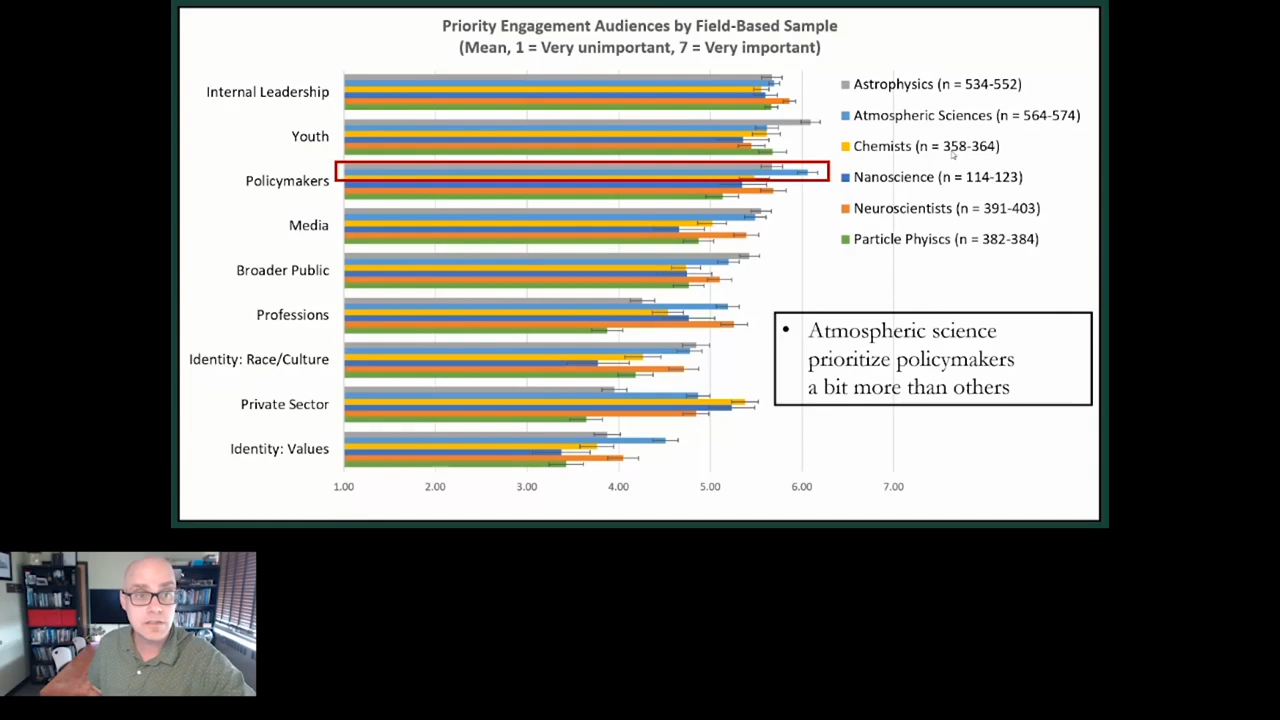 Priority Engagement Audiences by Field-Based Sample
(Mean, 1 = Very unimportant, 7 = Very important)
Internal Leadership
Youth
Policymakers
Media
Broader Public
Professions
Identity: Race/Culture
Private Sector
Identity: Values
1.00 2.00 3.00 4.00 5.00 6.00 7.00
Astrophysics (n = 534-552)
Atmospheric Sciences (n = 564-574)
Chemists (n = 358-364)
Nanoscience (n = 114-123)
Neuroscientists (n = 391-403)
Particle Phyiscs (n = 382-384)
• Atmospheric science
prioritize policymakers
a bit more than others